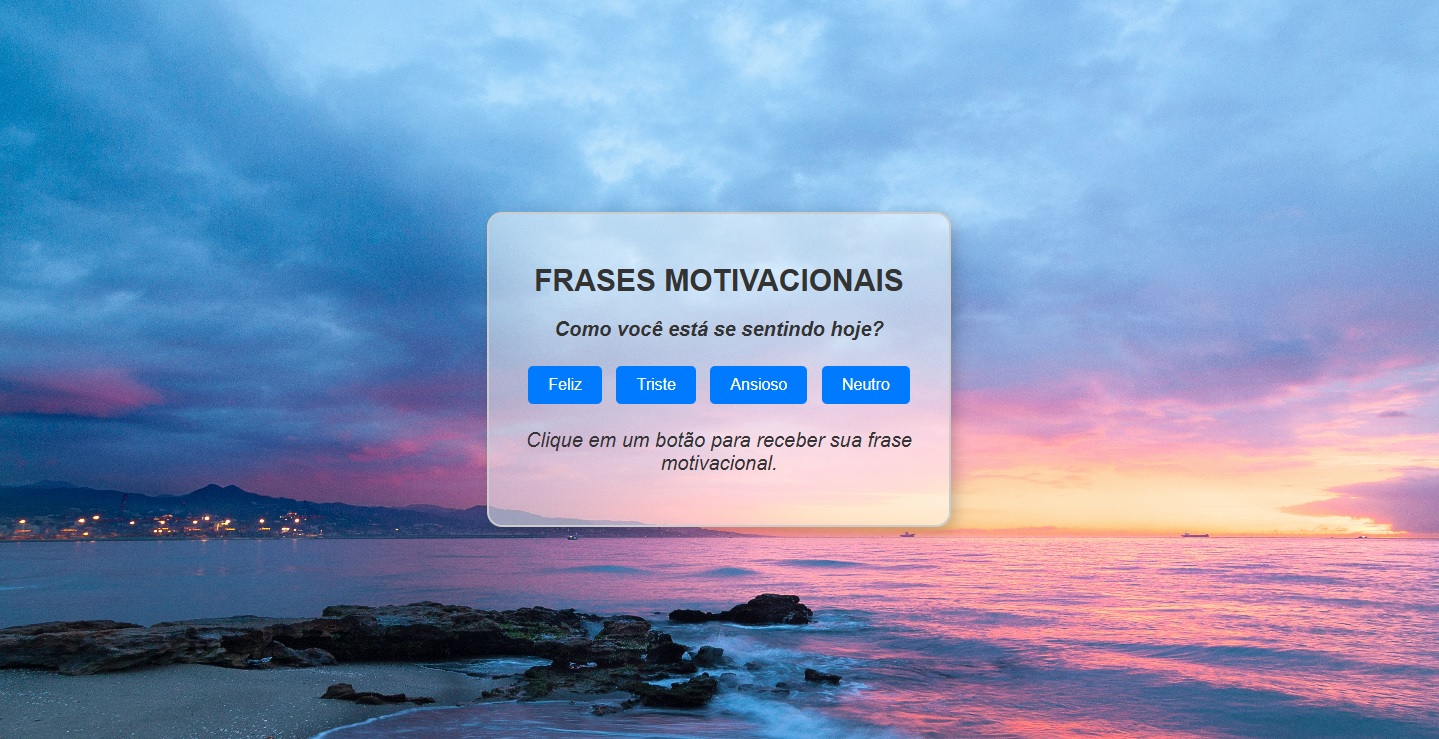 FRASES MOTIVACIONAIS
Como você está se sentindo hoje?
Feliz Triste Ansioso Neutro
Clique em um botão para receber sua frase
motivacional.